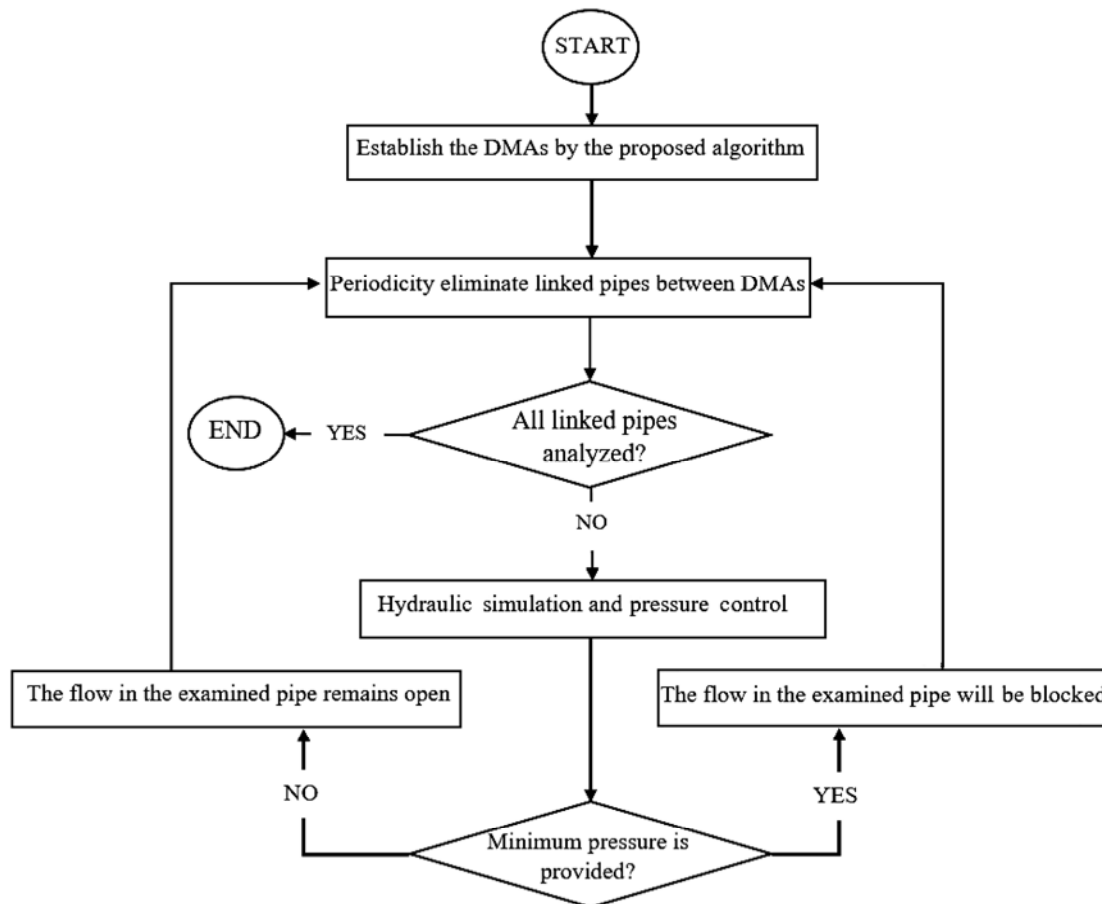 START
Establish the DMAs by the proposed algorithm
Periodicity eliminate linked pipes between DMAs
All linked pipes
analyzed?
YES
END
NO
Hydraulic simulation and pressure control
The flow in the examined pipe remains open
The flow in the examined pipe will be blocked
NO
YES
Minimum pressure is
provided?